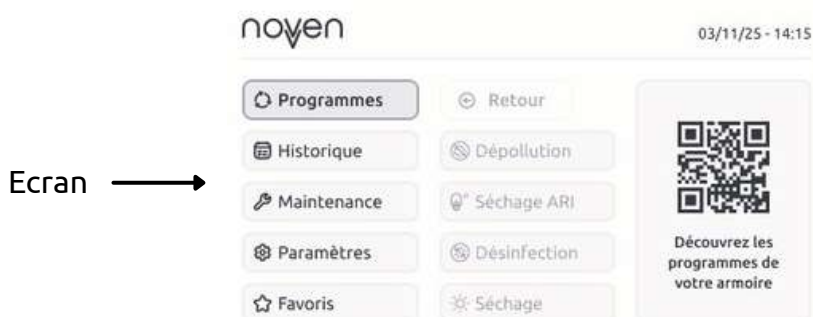 noven
03/11/25 - 14:15
Programmes
Retour
Historique
Dépollution
Maintenance
Séchage ARI
Paramètres
Désinfection
Favoris
Séchage
Découvrez les
programmes de
votre armoire
Ecran